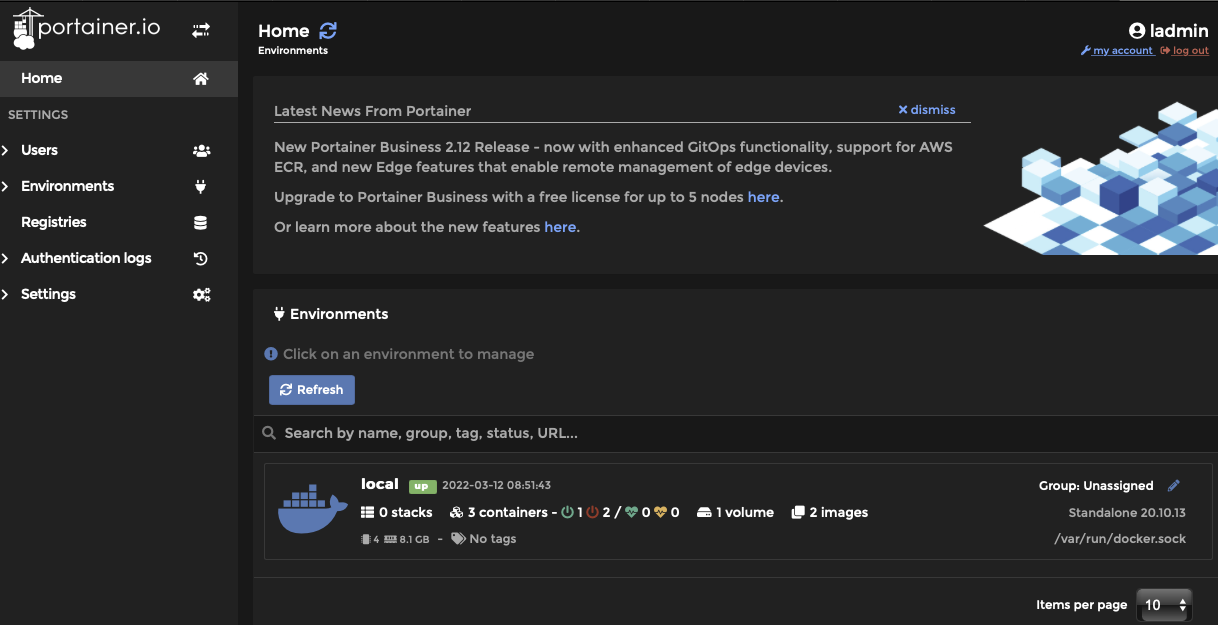 portainer.io
Home
SETTINGS
Users
Environments
Registries
Authentication logs
Settings
Home
Environments
ladmin
my account log out
Latest News From Portainer
dismiss
New Portainer Business 2.12 Release - now with enhanced GitOps functionality, support for AWS
ECR, and new Edge features that enable remote management of edge devices.
Upgrade to Portainer Business with a free license for up to 5 nodes here.
Or learn more about the new features here.
Environments
Click on an environment to manage
Refresh
Search by name, group, tag, status, URL...
local up 2022-03-12 08:51:43
Group: Unassigned
0 stacks 3 containers - 1 2 / 0 0 1 volume 2 images
Standalone 20.10.13
4 8.1 GB - No tags
/var/run/docker.sock
Items per page 10